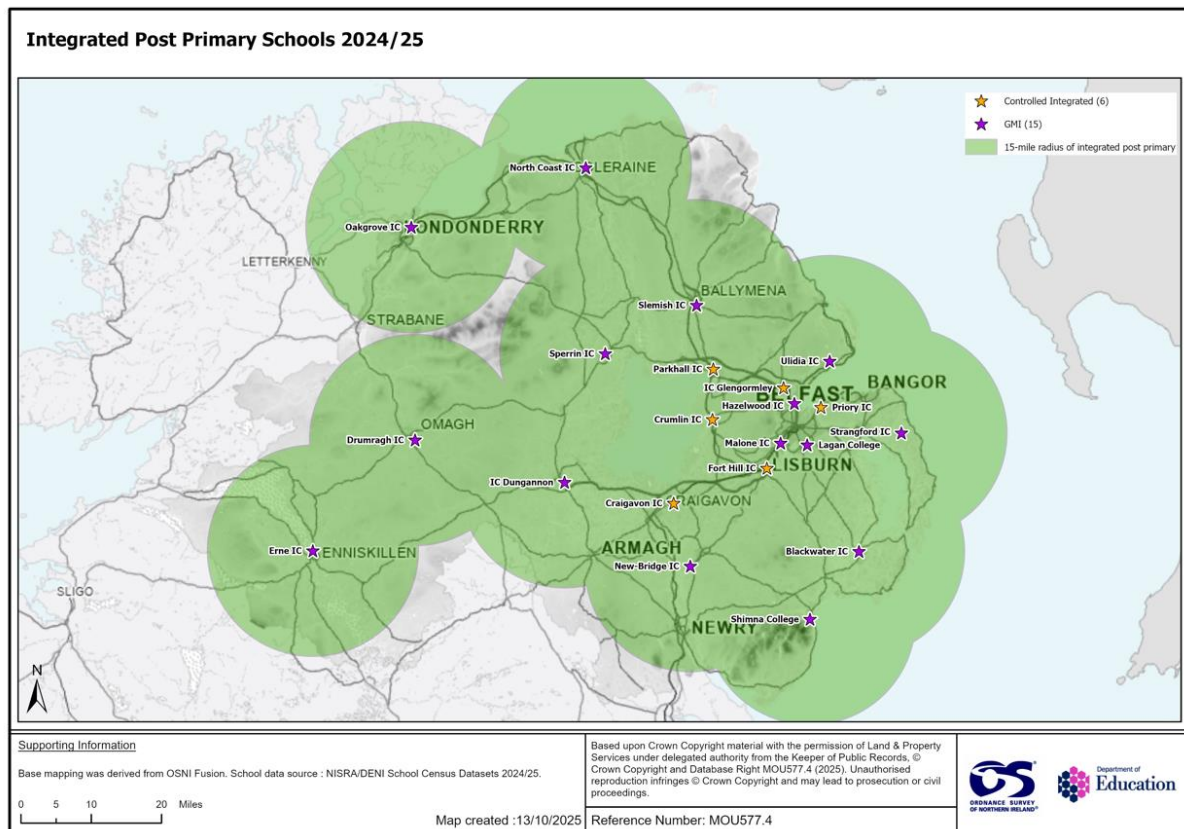 Integrated Post Primary Schools 2024/25
Controlled Integrated (6)
GMI (15)
15-mile radius of integrated post primary
North Coast IC
LERAINE
Oakgrove IC
ONDONDERRY
LETTERKENNY
BALLYMENA
Slemish IC
STRABANE
Sperrin IC
Ulidia IC
Parkhall IC
BANGOR
IC Glengormley
BELFAST
Hazelwood IC
Priory IC
Crumlin IC
OMAGH
Strangford IC
Drumragh IC
Malone IC
Lagan College
LISBURN
Fort Hill IC
IC Dungannon
Craigavon IC
RAIGAVON
ARMAGH
Erne IC
ENNISKILLEN
Blackwater IC
New-Bridge IC
SLIGO
Shimna College
NEWRY
N
Supporting Information
Base mapping was derived from OSNI Fusion. School data source : NISRA/DENI School Census Datasets 2024/25.
0 5 10 20 Miles
Map created :13/10/2025
Based upon Crown Copyright material with the permission of Land & Property
Services under delegated authority from the Keeper of Public Records, ©
Crown Copyright and Database Right MOU577.4 (2025). Unauthorised
reproduction infringes © Crown Copyright and may lead to prosecution or civil
proceedings.
Reference Number: MOU577.4
OS
ORDNANCE SURVEY
OF NORTHERN IRELAND®
Department of
Education